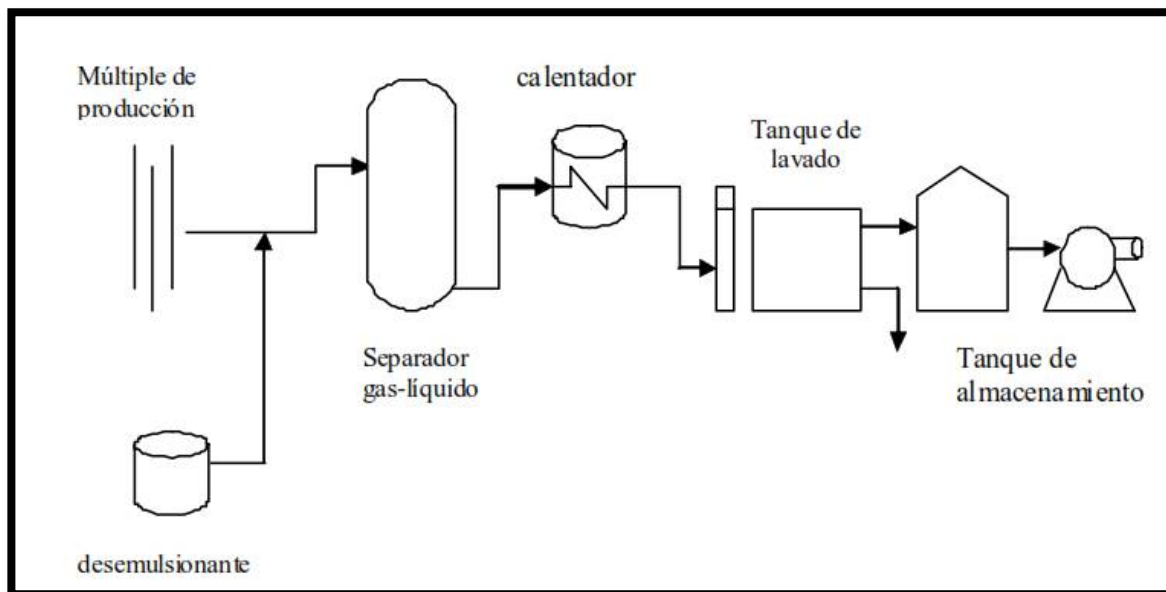 Múltiple de
producción
calentador
Tanque de
lavado
Separador
gas-líquido
Tanque de
almacenamiento
desemulsionante